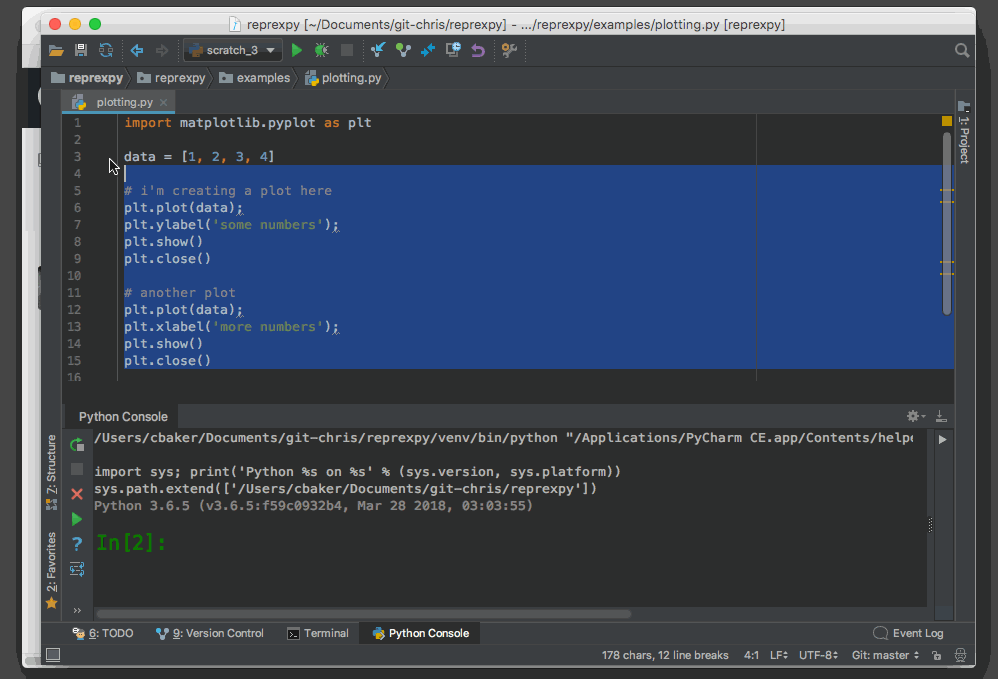 reprexpy [~/Documents/git-chris/reprexpy] - .../reprexpy/examples/plotting.py [reprexpy]
scratch_3
reprexpy reprexpy examples plotting.py
plotting.py
1 import matplotlib.pyplot as plt
2
3 data = [1, 2, 3, 4]
4
5 # i'm creating a plot here
6 plt.plot(data);
7 plt.ylabel('some numbers');
8 plt.show()
9 plt.close()
10
11 # another plot
12 plt.plot(data);
13 plt.xlabel('more numbers');
14 plt.show()
15 plt.close()
16
1: Project
Python Console
/Users/cbaker/Documents/git-chris/reprexpy/venv/bin/python "/Applications/PyCharm CE.app/Contents/helpe
import sys; print('Python %s on %s' % (sys.version, sys.platform))
sys.path.extend(['/Users/cbaker/Documents/git-chris/reprexpy'])
Python 3.6.5 (v3.6.5:f59c0932b4, Mar 28 2018, 03:03:55)
In[2]:
7: Structure
2: Favorites
6: TODO 9: Version Control Terminal Python Console Event Log
178 chars, 12 line breaks 4:1 LF UTF-8 Git: master